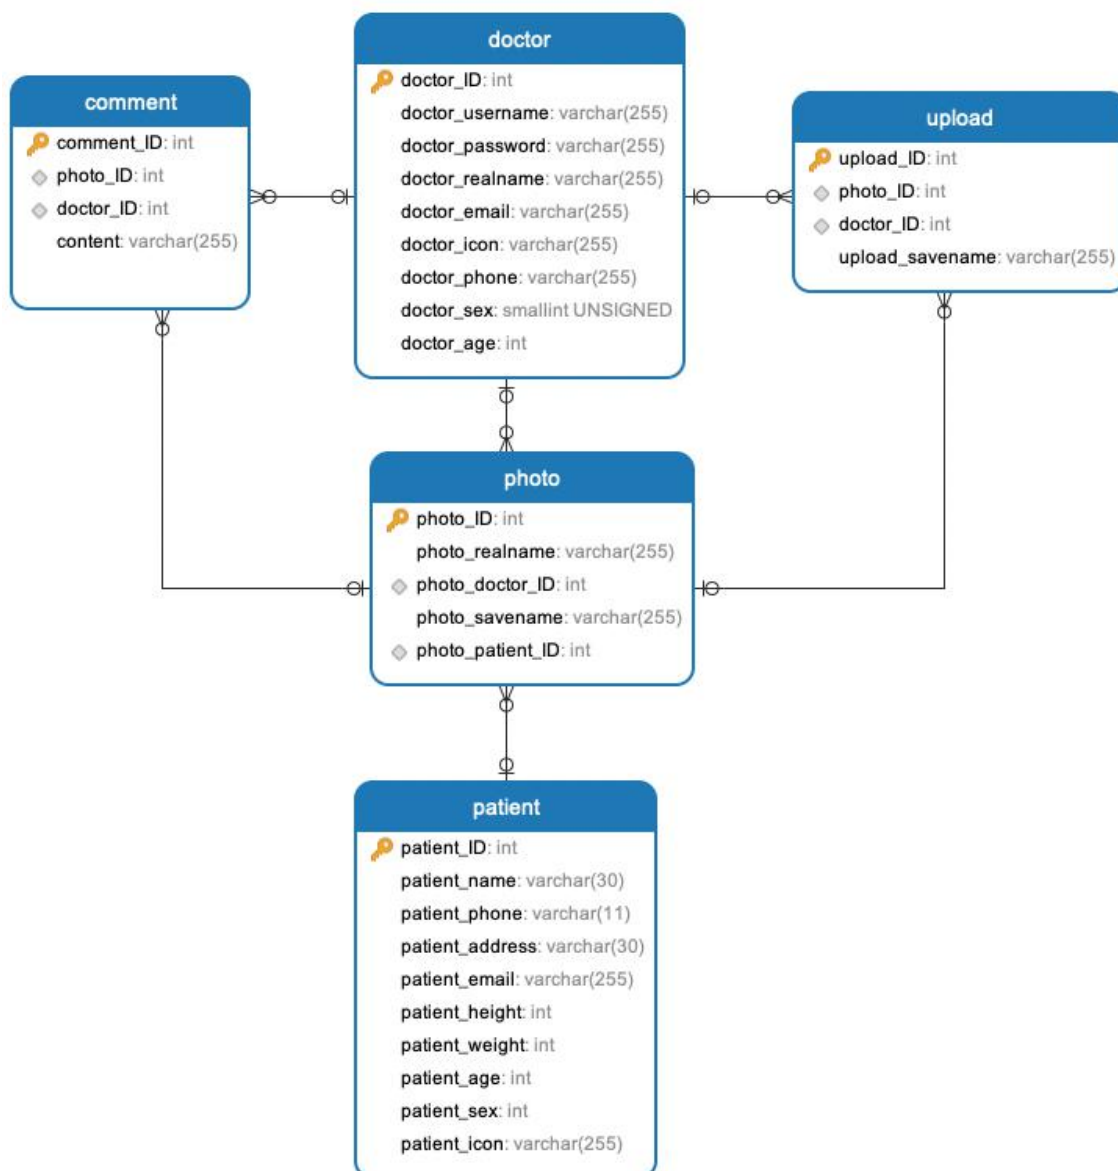 doctor
doctor_ID: int
doctor_username: varchar(255)
doctor_password: varchar(255)
doctor_realname: varchar(255)
doctor_email: varchar(255)
doctor_icon: varchar(255)
doctor_phone: varchar(255)
doctor_sex: smallint UNSIGNED
doctor_age: int
comment
comment_ID: int
photo_ID: int
doctor_ID: int
content: varchar(255)
upload
upload_ID: int
photo_ID: int
doctor_ID: int
upload_savename: varchar(255)
photo
photo_ID: int
photo_realname: varchar(255)
photo_doctor_ID: int
photo_savename: varchar(255)
photo_patient_ID: int
patient
patient_ID: int
patient_name: varchar(30)
patient_phone: varchar(11)
patient_address: varchar(30)
patient_email: varchar(255)
patient_height: int
patient_weight: int
patient_age: int
patient_sex: int
patient_icon: varchar(255)